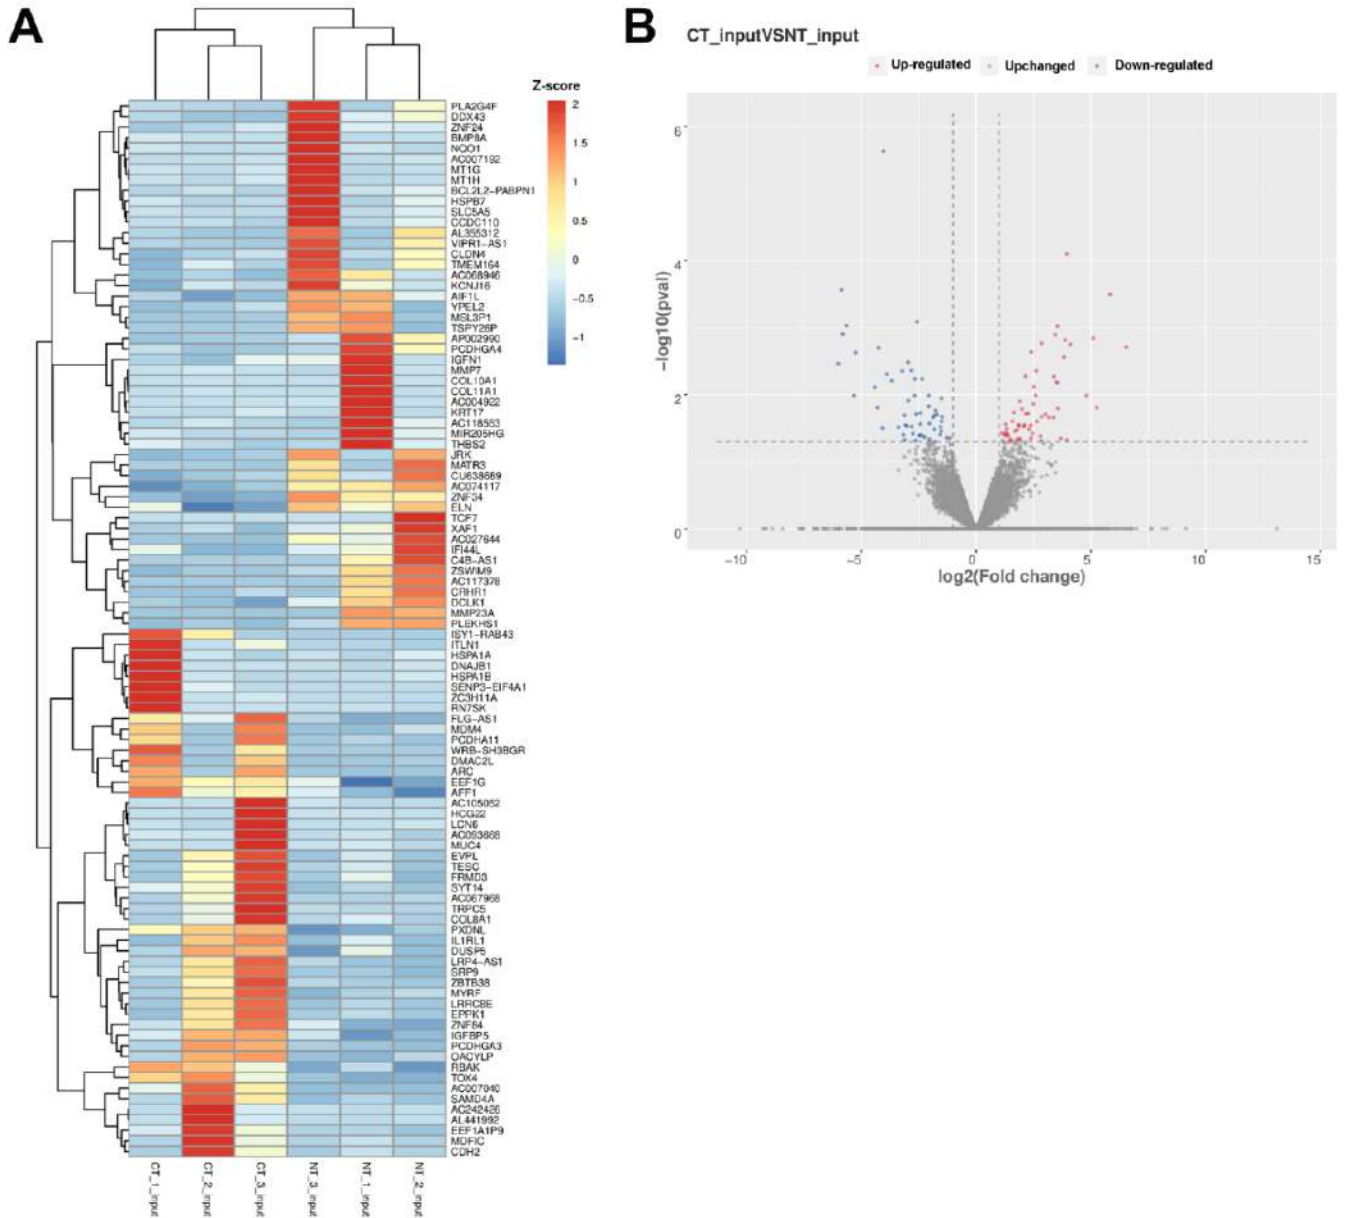 A
Z-score
2
1.5
1
0.5
0
−0.5
−1
PLA2G4F
DDX43
ZNF24
BMP8A
NQO1
AC007192
MT1G
MT1H
BCL2L2−PABPN1
HSPB7
SLC5A5
CCDC110
AL355312
VIPR1−AS1
CLDN4
TMEM164
AC068946
KCNJ16
AIF1L
YPEL2
MSL3P1
TSPY26P
AP002990
PCDHGA4
IGFN1
MMP7
COL10A1
COL11A1
AC004922
KRT17
AC118553
MIR205HG
THBS2
JRK
MATR3
CU638689
AC074117
ZNF34
ELN
TCF7
XAF1
AC027644
IFI44L
C4B−AS1
ZSWIM9
AC117378
CRHR1
DCLK1
MMP23A
PLEKHS1
ISY1−RAB43
ITLN1
HSPA1A
DNAJB1
HSPA1B
SENP3−EIF4A1
ZC3H11A
RN7SK
FLG−AS1
MDM4
PCDHA11
WRB−SH3BGR
DMAC2L
ARC
EEF1G
AFF1
AC105052
HCG22
LCN6
AC093668
MUC4
EVPL
TESC
FRMD3
SYT14
AC067968
TRPC5
COL8A1
PXDNL
IL1RL1
DUSP5
LRP4−AS1
SRP9
ZBTB38
MYRF
LRRC8E
EPPK1
ZNF84
IGFBP5
PCDHGA3
OACYLP
RBAK
TOX4
AC007040
SAMD4A
AC242426
AL441992
EEF1A1P9
MDFIC
CDH2
CT_1_input
CT_2_input
CT_3_input
NT_3_input
NT_1_input
NT_2_input
B
CT_inputVSNT_input
Up-regulated Upchanged Down-regulated
−log10(pval)
6
4
2
0
−10 −5 0 5 10 15
log2(Fold change)